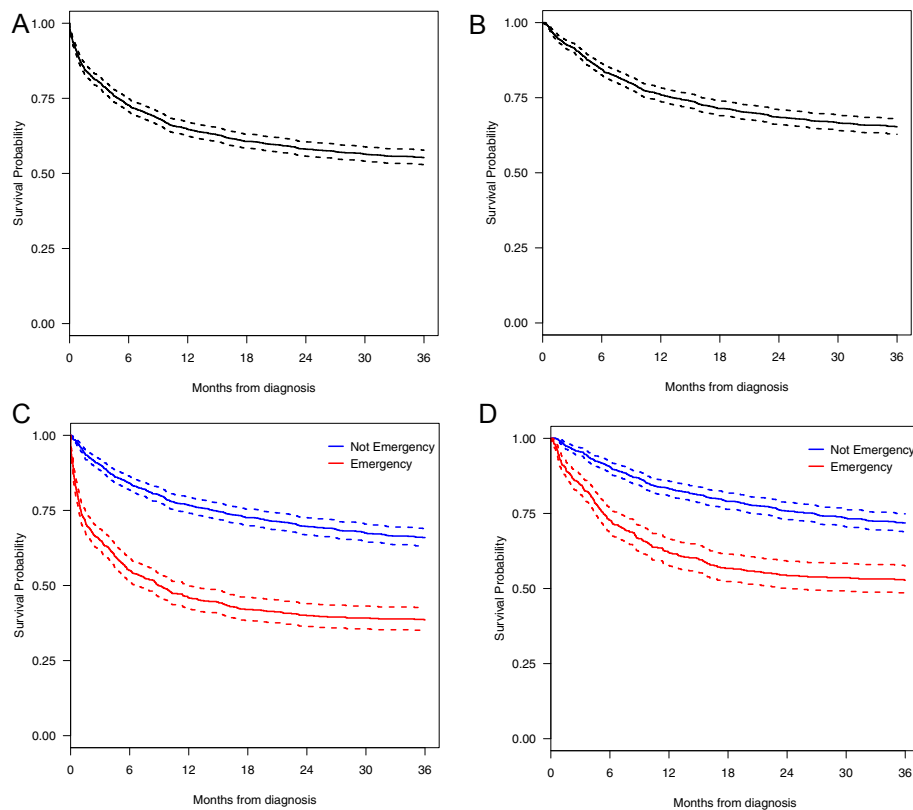 A
1.00
0.75
0.50
0.25
0.00
Survival Probability
0 6 12 18 24 30 36
Months from diagnosis
B
1.00
0.75
0.50
0.25
0.00
Survival Probability
0 6 12 18 24 30 36
Months from diagnosis
C
1.00
0.75
0.50
0.25
0.00
Survival Probability
Not Emergency
Emergency
0 6 12 18 24 30 36
Months from diagnosis
D
1.00
0.75
0.50
0.25
0.00
Survival Probability
Not Emergency
Emergency
0 6 12 18 24 30 36
Months from diagnosis